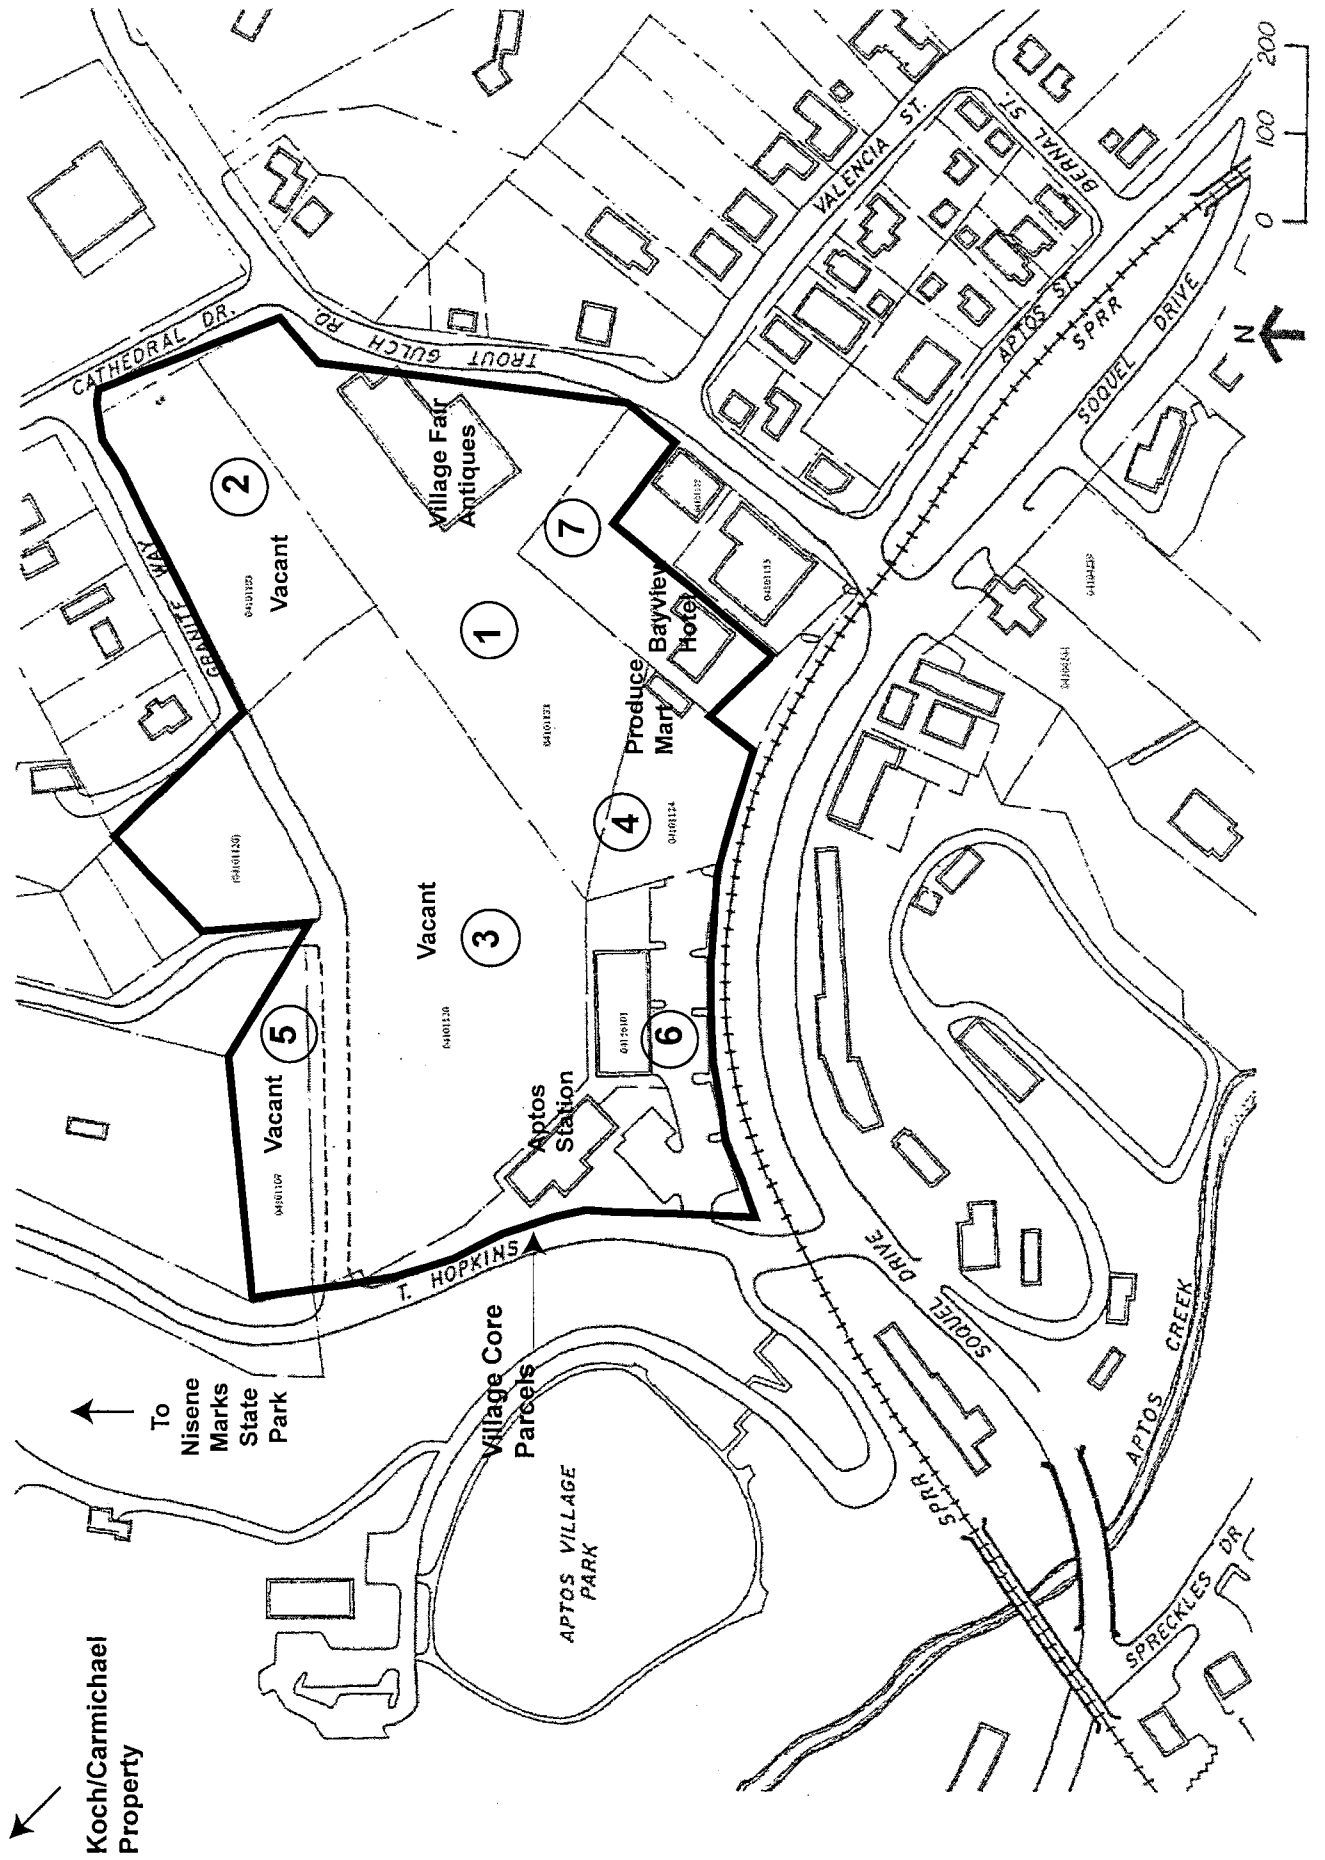 Koch/Carmichael
Property
To
Nisene
Marks
State
Park
Village Core
Parcels
APTOS VILLAGE
PARK
T. HOPKINS
CATHEDRAL DR.
GRANITE WAY
TROUT GULCH RD.
VALENCIA ST.
BERNAL ST.
APTOS ST.
SPRR
SOQUEL DRIVE
SOQUEL DRIVE
SPRR
APTOS CREEK
SPRECKLES DR
2
Vacant
04101103
Village Fair
Antiques
7
1
Bayview
Hotel
Produce
Mart
4
Vacant
3
5
Vacant
04101109
6
Aptos
Station
N
0 100 200